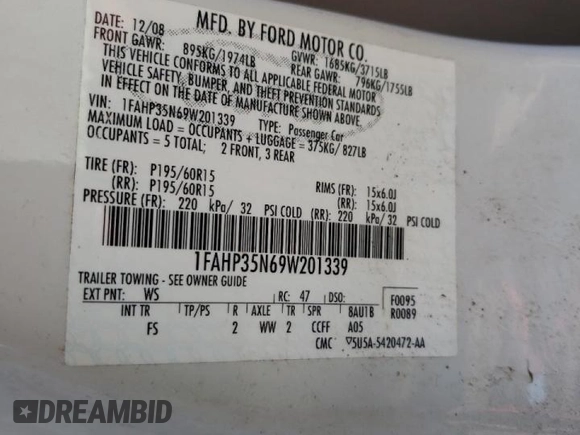 DATE: 12/08
MFD. BY FORD MOTOR CO.
FRONT GAWR: 895KG/1974LB
GVWR: 1685KG/3715LB
REAR GAWR: 796KG/1755LB
THIS VEHICLE CONFORMS TO ALL APPLICABLE FEDERAL MOTOR
VEHICLE SAFETY, BUMPER, AND THEFT PREVENTION STANDARDS
IN EFFECT ON THE DATE OF MANUFACTURE SHOWN ABOVE.
VIN: 1FAHP35N69W201339 TYPE: Passenger Car
MAXIMUM LOAD = OCCUPANTS + LUGGAGE = 375KG/ 827LB
OCCUPANTS = 5 TOTAL; 2 FRONT, 3 REAR
TIRE (FR): P195/60R15 RIMS (FR): 15x6.0J
(RR): P195/60R15 (RR): 15x6.0J
PRESSURE (FR): 220 kPa/ 32 PSI COLD (RR): 220 kPa/ 32 PSI COLD
1FAHP35N69W201339
TRAILER TOWING - SEE OWNER GUIDE
EXT PNT: WS RC: 47 DSO: F0095
INT TR TP/PS R AXLE TR SPR 8AU1B R0089
FS 2 WW 2 CCFF A05
CMC 5U5A-5420472-AA
DREAMBID